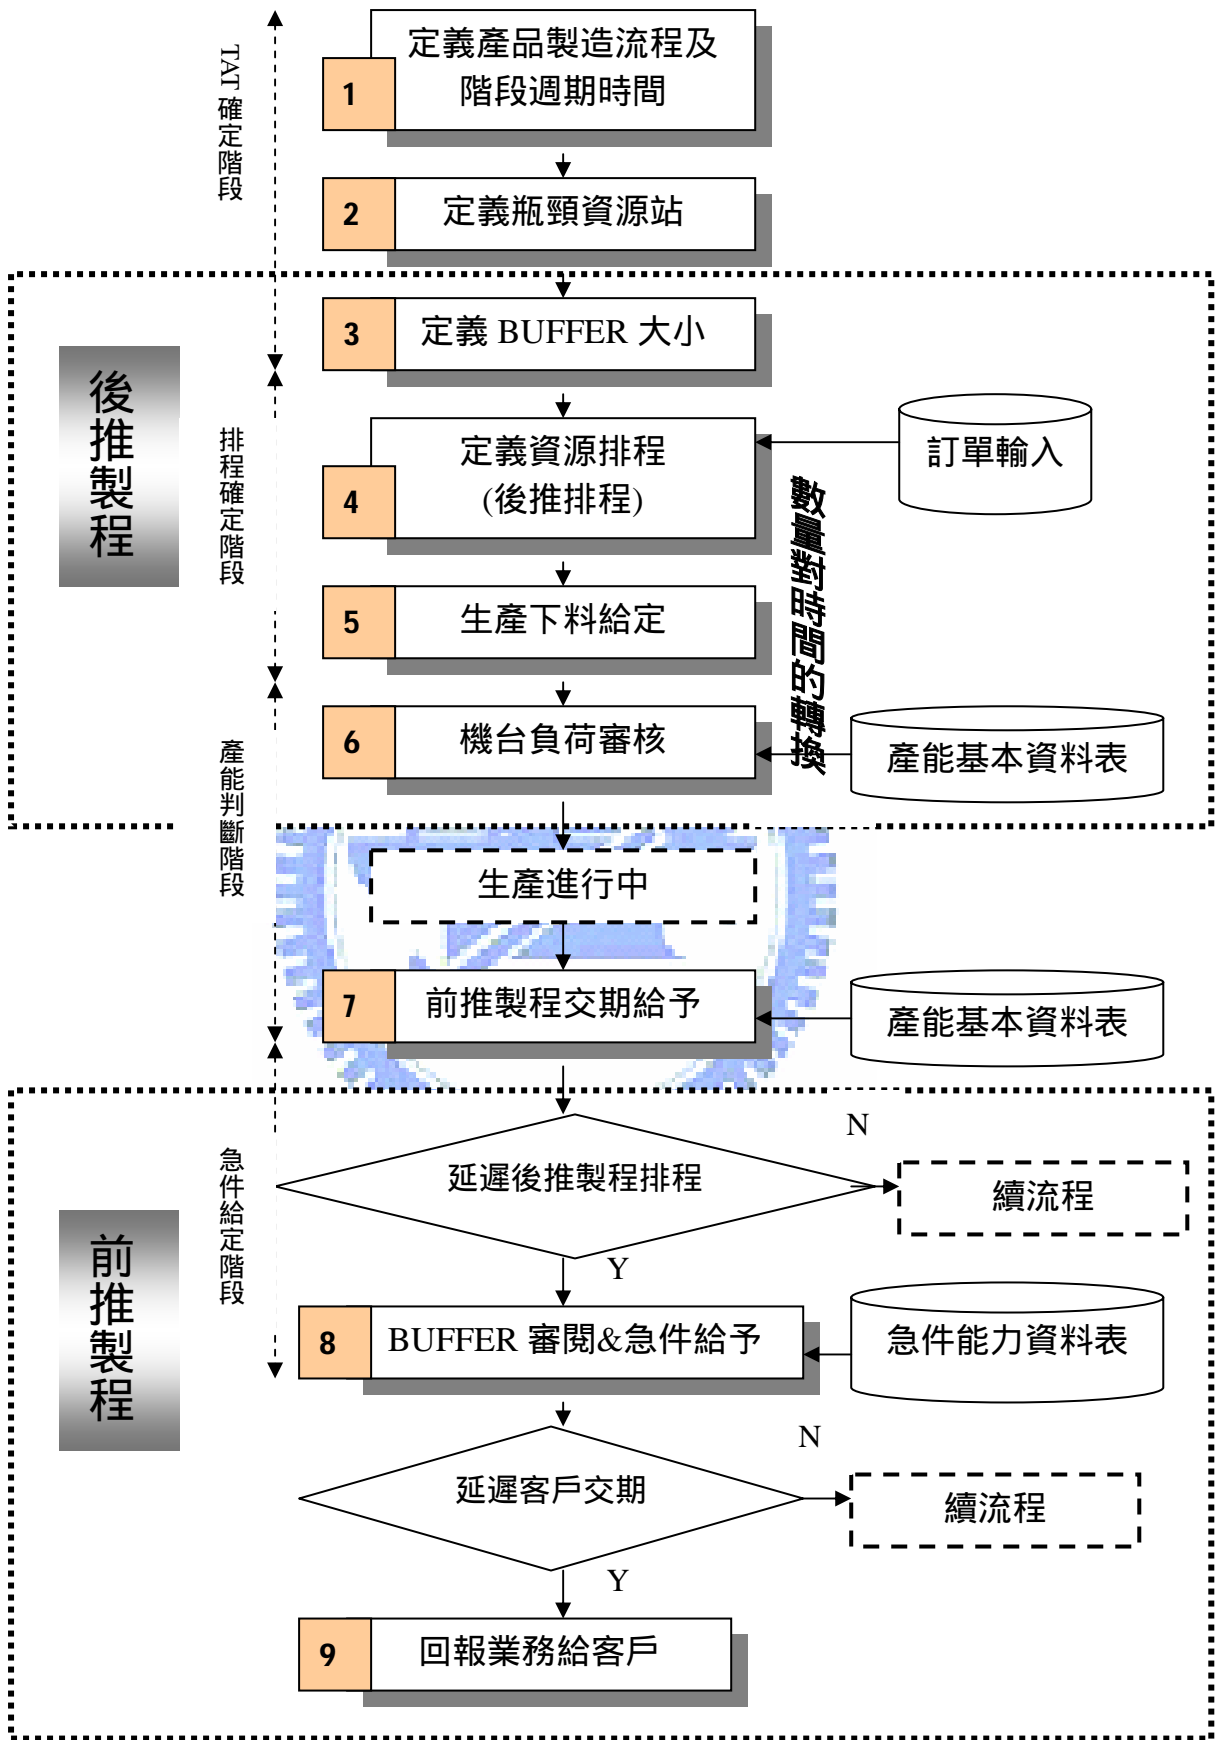 TAT 確定階段
1
定義產品製造流程及
階段週期時間
2
定義瓶頸資源站
後推製程
3
定義 BUFFER 大小
排程確定階段
4
定義資源排程
(後推排程)
訂單輸入
數量對時間的轉換
5
生產下料給定
產能判斷階段
6
機台負荷審核
產能基本資料表
生產進行中
7
前推製程交期給予
產能基本資料表
前推製程
急件給定階段
延遲後推製程排程
N
續流程
Y
8
BUFFER 審閱&急件給予
急件能力資料表
延遲客戶交期
N
續流程
Y
9
回報業務給客戶